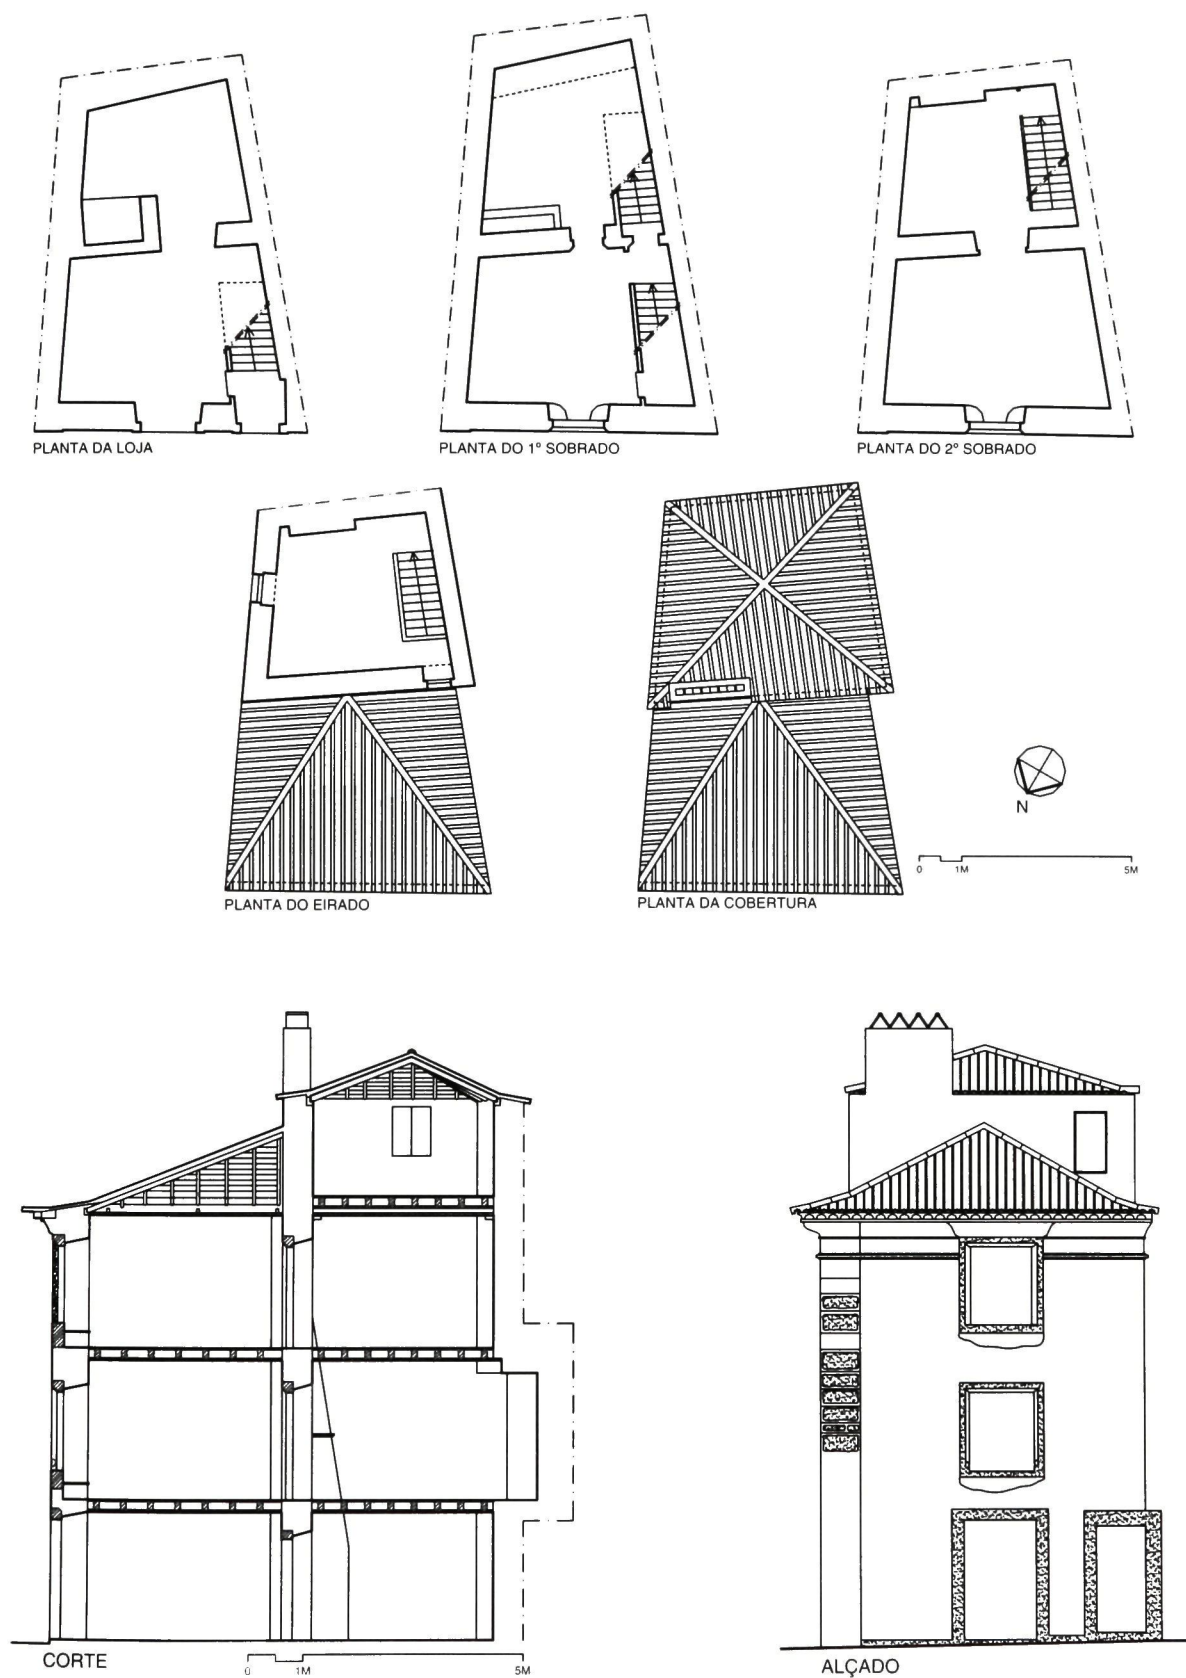 PLANTA DA LOJA
PLANTA DO 1º SOBRADO
PLANTA DO 2º SOBRADO
PLANTA DO EIRADO
PLANTA DA COBERTURA
N
0 1M 5M
CORTE
0 1M 5M
ALÇADO